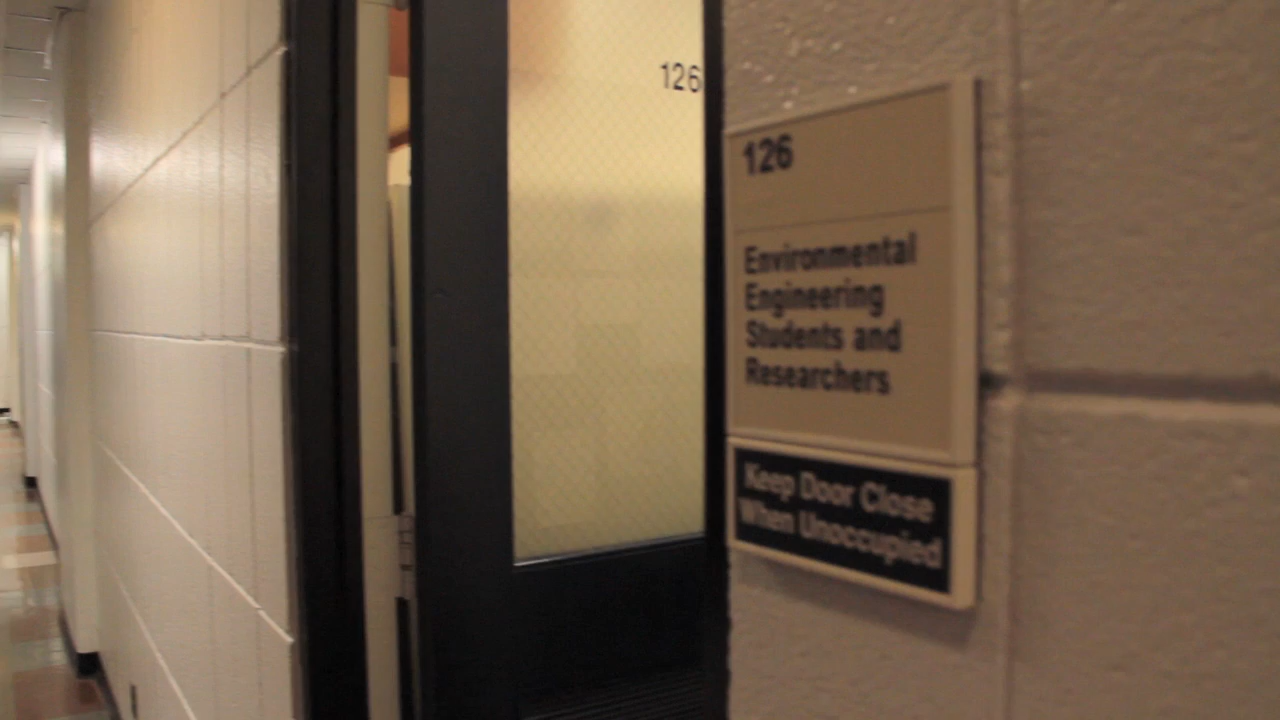 126
126
Environmental
Engineering
Students and
Researchers
Keep Door Close
When Unoccupied